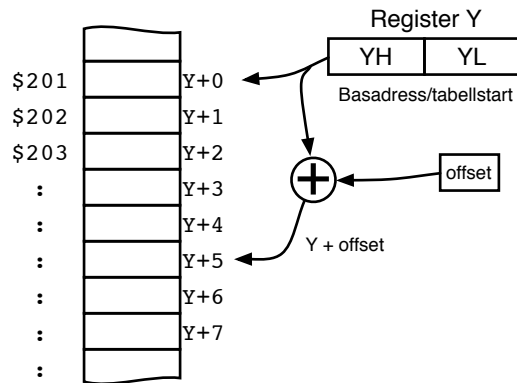 Register Y
YH YL
Basadress/tabellstart
$201 Y+0
$202 Y+1
$203 Y+2
: Y+3
: Y+4
: Y+5
: Y+6
: Y+7
:
offset
Y + offset